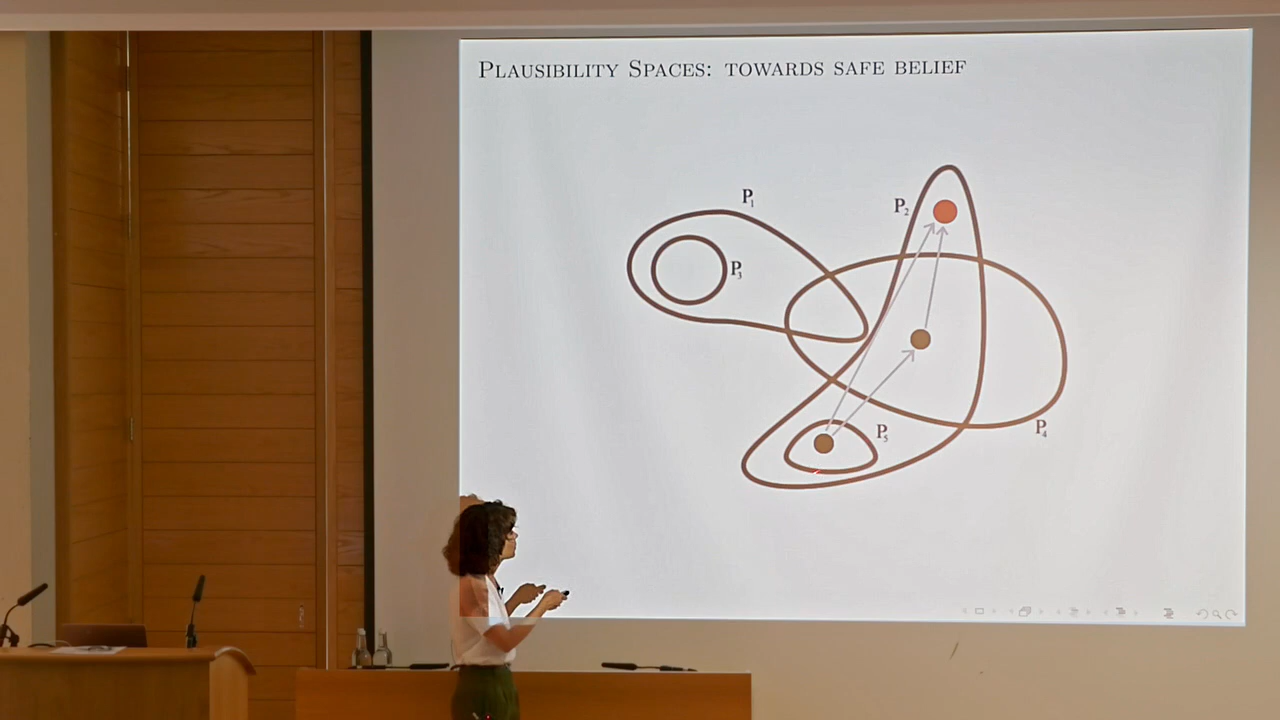 PLAUSIBILITY SPACES: TOWARDS SAFE BELIEF
P₁
P₂
P₃
P₄
P₅